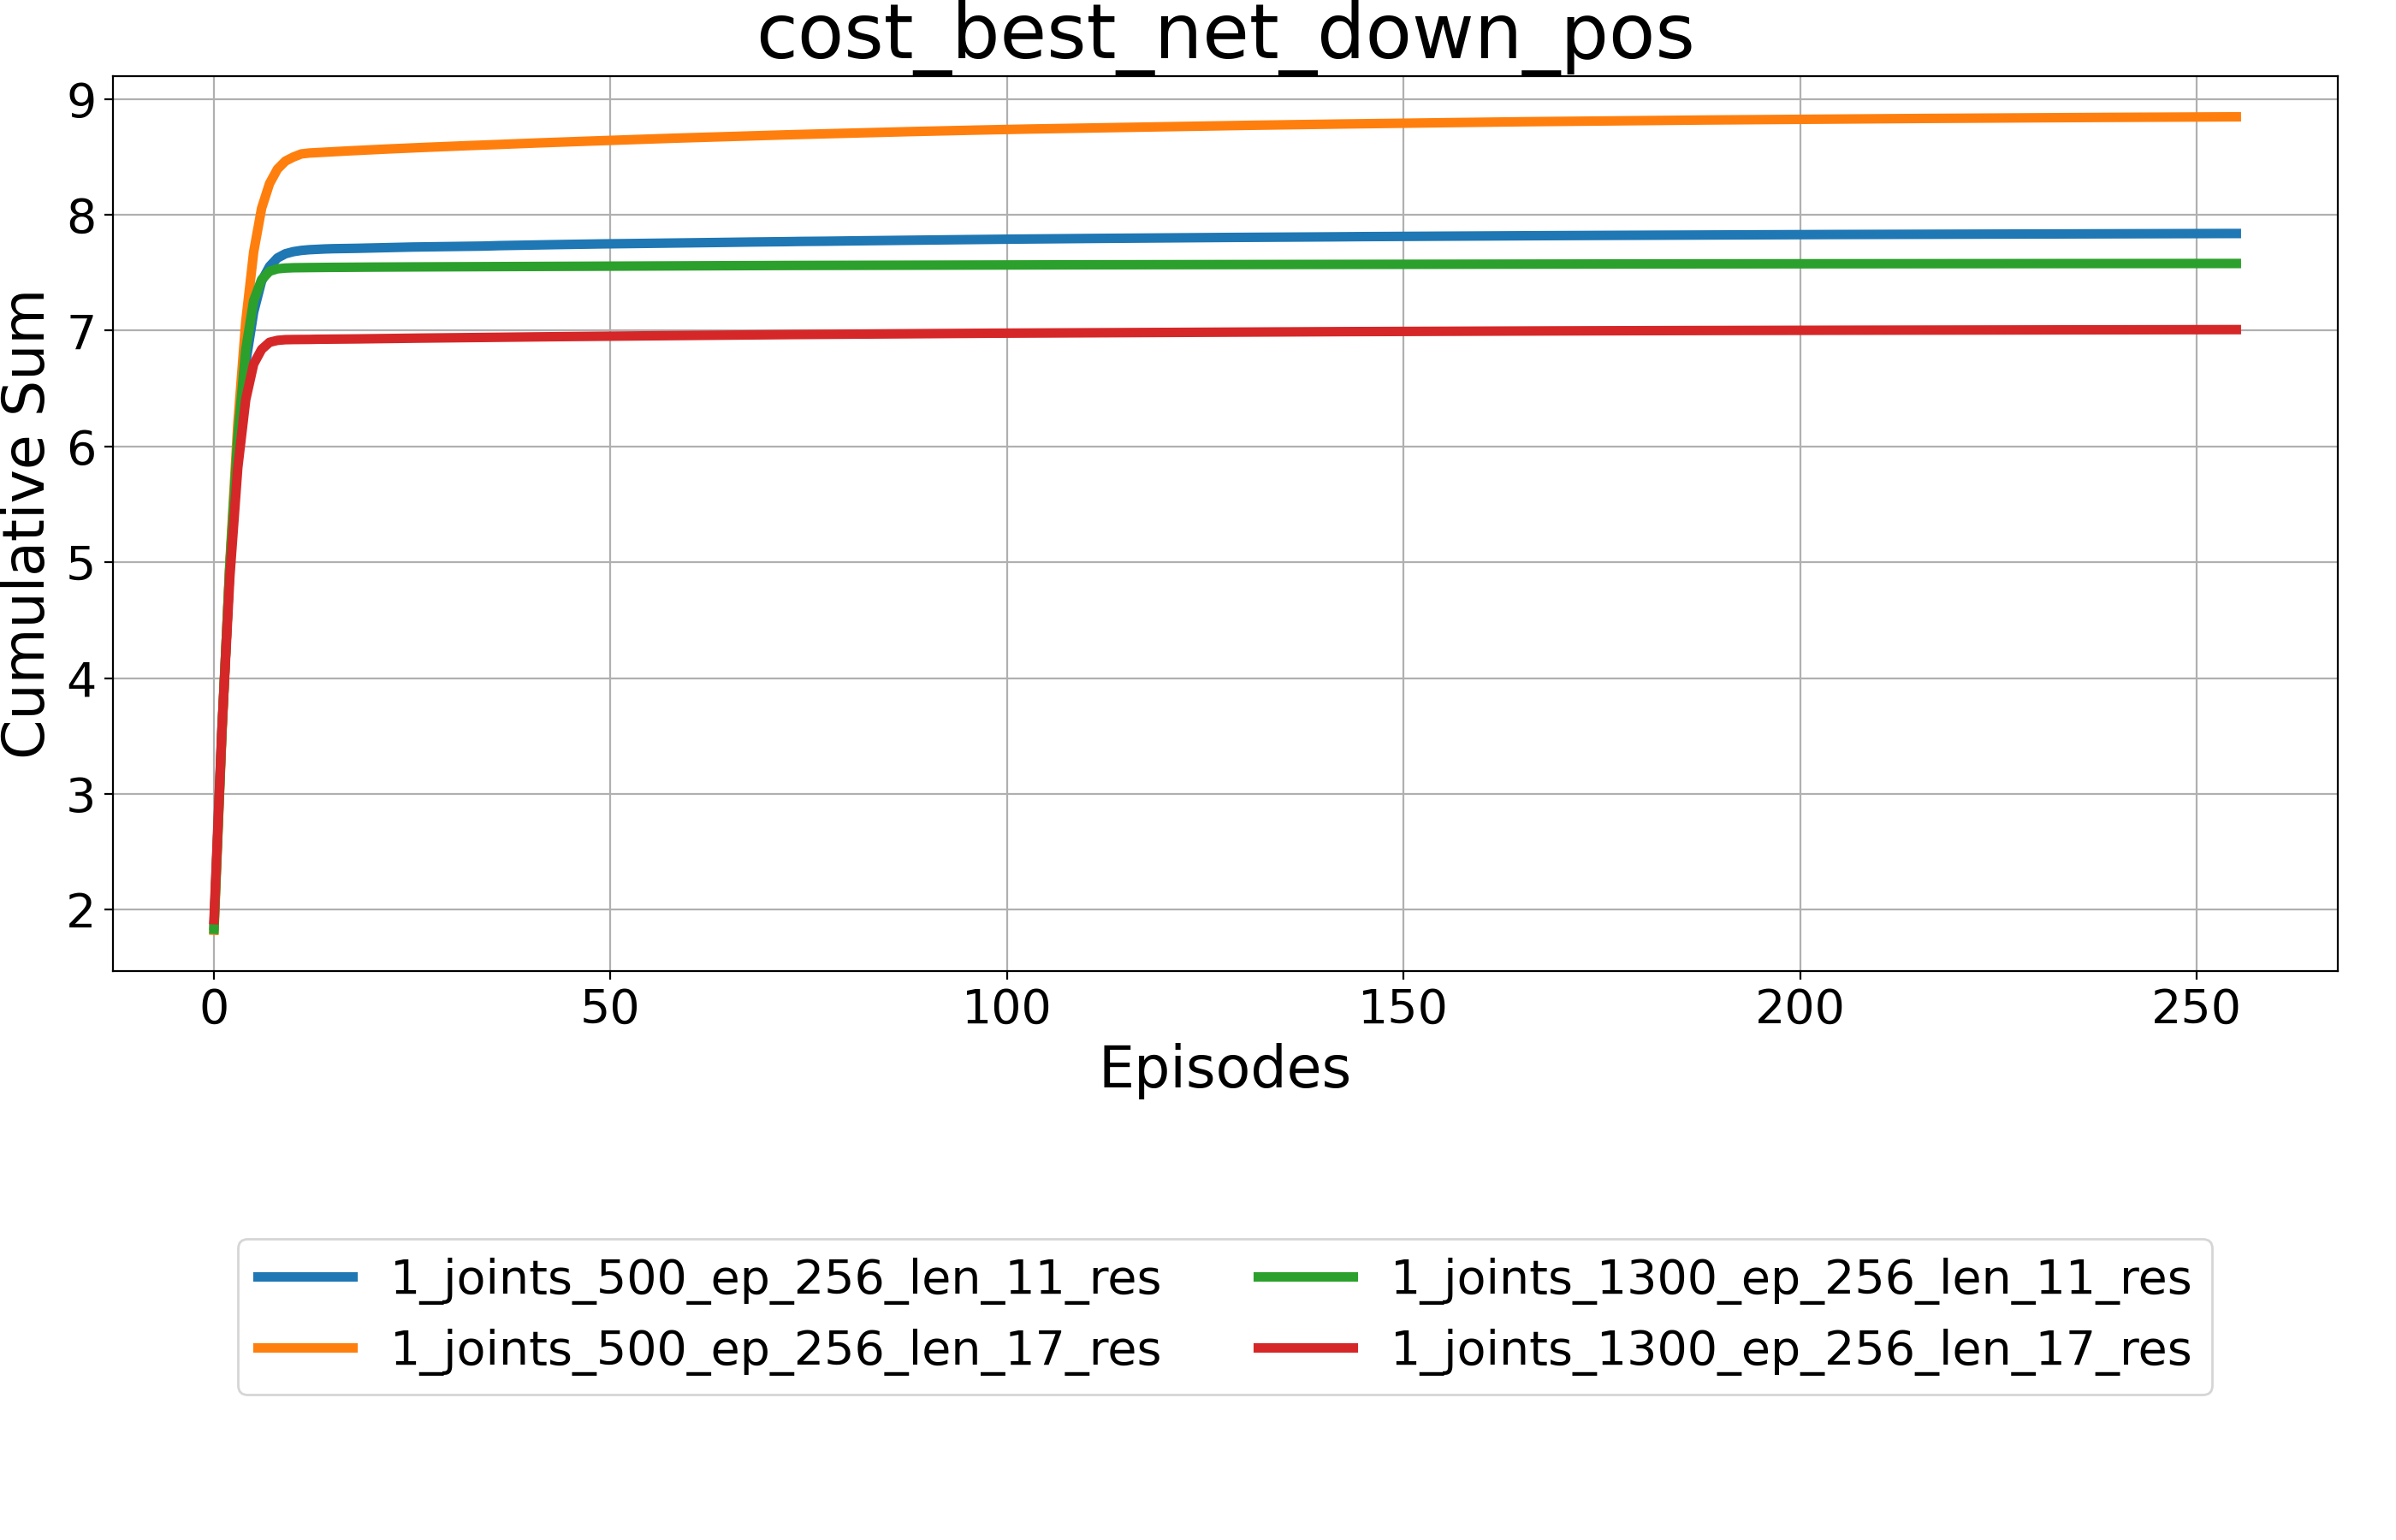 cost_best_net_down_pos
9
8
7
6
5
4
3
2
Cumulative Sum
0 50 100 150 200 250
Episodes
1_joints_500_ep_256_len_11_res
1_joints_500_ep_256_len_17_res
1_joints_1300_ep_256_len_11_res
1_joints_1300_ep_256_len_17_res